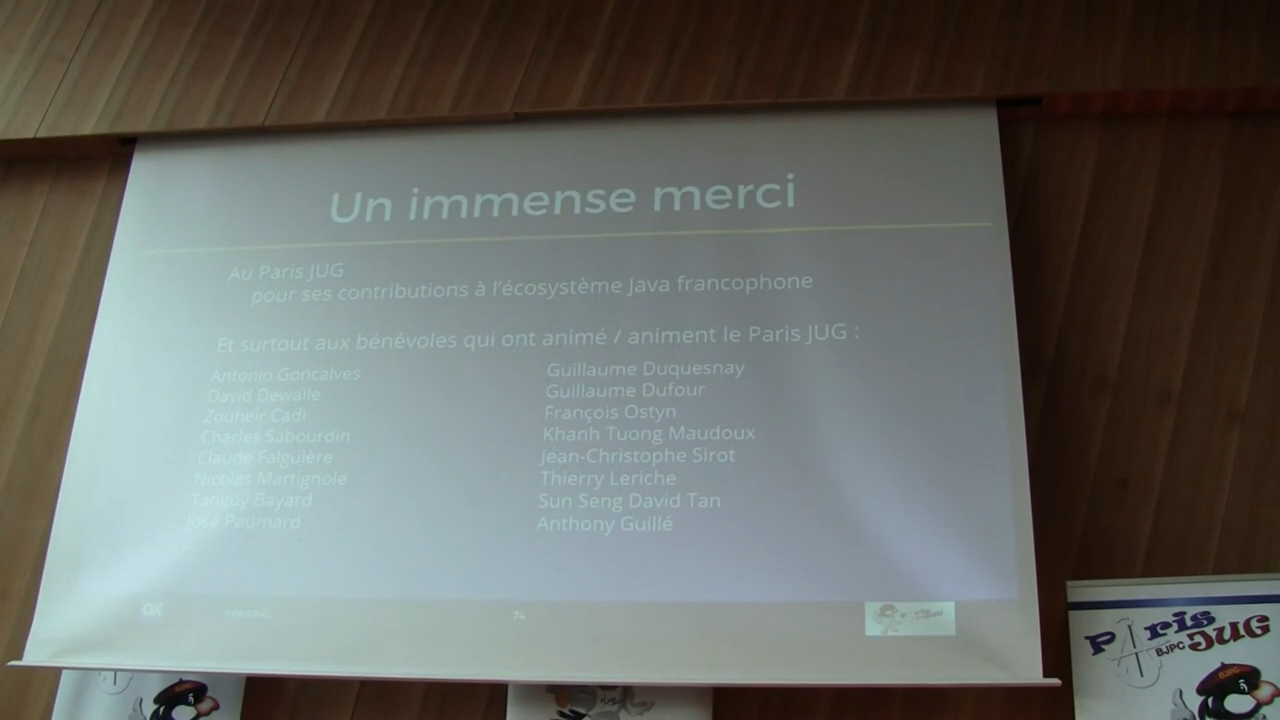 Un immense merci
Au Paris JUG
pour ses contributions à l'écosystème Java francophone
Et surtout aux bénévoles qui ont animé / animent le Paris JUG :
Antonio Goncalves
David Dewalle
Zouheir Cadi
Charles Sabourdin
Claude Falguière
Nicolas Martignole
Tanguy Bayard
José Paumard
Guillaume Duquesnay
Guillaume Dufour
François Ostyn
Khanh Tuong Maudoux
Jean-Christophe Sirot
Thierry Leriche
Sun Seng David Tan
Anthony Guillé
74
Paris
BJPC JUG
BJPC
BJPC